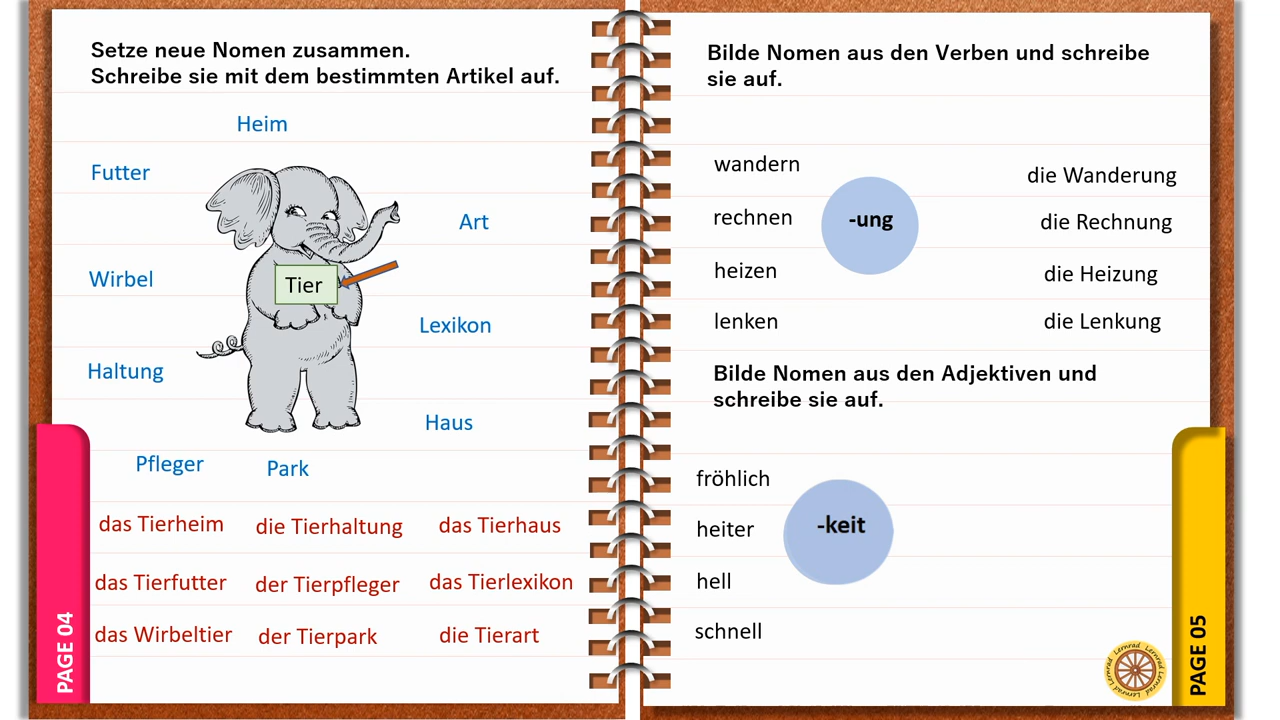 Setze neue Nomen zusammen.
Schreibe sie mit dem bestimmten Artikel auf.
Heim
Futter
Art
Wirbel
Tier
Lexikon
Haltung
Haus
Pfleger
Park
das Tierheim
die Tierhaltung
das Tierhaus
das Tierfutter
der Tierpfleger
das Tierlexikon
das Wirbeltier
der Tierpark
die Tierart
PAGE 04
Bilde Nomen aus den Verben und schreibe
sie auf.
wandern
die Wanderung
rechnen
-ung
die Rechnung
heizen
die Heizung
lenken
die Lenkung
Bilde Nomen aus den Adjektiven und
schreibe sie auf.
fröhlich
heiter
-keit
hell
schnell
PAGE 05
Lernrad Lernrad Lernrad Lernrad